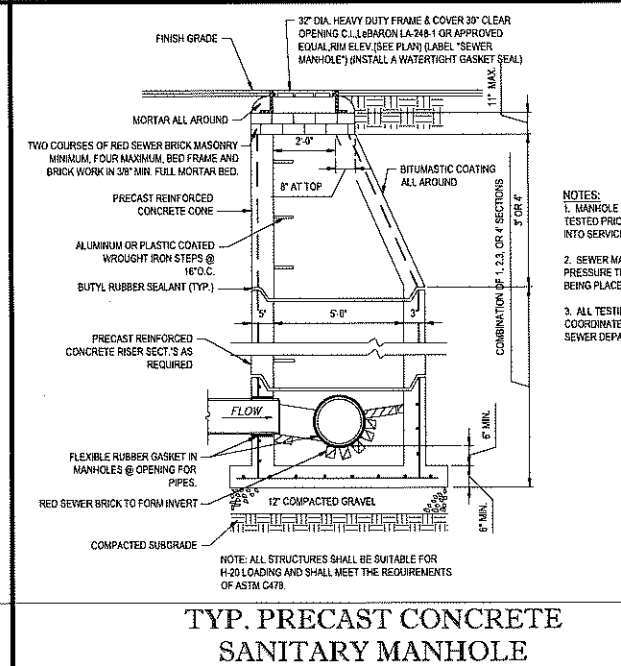 32" DIA. HEAVY DUTY FRAME & COVER 30" CLEAR
OPENING C.I., LeBARON LA-248-1 OR APPROVED
EQUAL, RIM ELEV. (SEE PLAN) (LABEL "SEWER
MANHOLE") (INSTALL A WATERTIGHT GASKET SEAL)
FINISH GRADE
11" MAX.
MORTAR ALL AROUND
TWO COURSES OF RED SEWER BRICK MASONRY
MINIMUM, FOUR MAXIMUM, BED FRAME AND
BRICK WORK IN 3/8" MIN. FULL MORTAR BED.
2'-0"
8" AT TOP
BITUMASTIC COATING
ALL AROUND
PRECAST REINFORCED
CONCRETE CONE
ALUMINUM OR PLASTIC COATED
WROUGHT IRON STEPS @
16"O.C.
BUTYL RUBBER SEALANT (TYP.)
3' OR 4'
COMBINATION OF 1, 2,3, OR 4' SECTIONS
5"
5'-0"
3"
PRECAST REINFORCED
CONCRETE RISER SECT.'S AS
REQUIRED
FLOW
FLEXIBLE RUBBER GASKET IN
MANHOLES @ OPENING FOR
PIPES.
RED SEWER BRICK TO FORM INVERT
6" MIN.
6" MIN.
12" COMPACTED GRAVEL
COMPACTED SUBGRADE
NOTE: ALL STRUCTURES SHALL BE SUITABLE FOR
H-20 LOADING AND SHALL MEET THE REQUIREMENTS
OF ASTM C478.
NOTES:
1. MANHOLE
TESTED PRIO
INTO SERVIC
2. SEWER MA
PRESSURE T
BEING PLACE
3. ALL TESTI
COORDINATE
SEWER DEPA
TYP. PRECAST CONCRETE
SANITARY MANHOLE